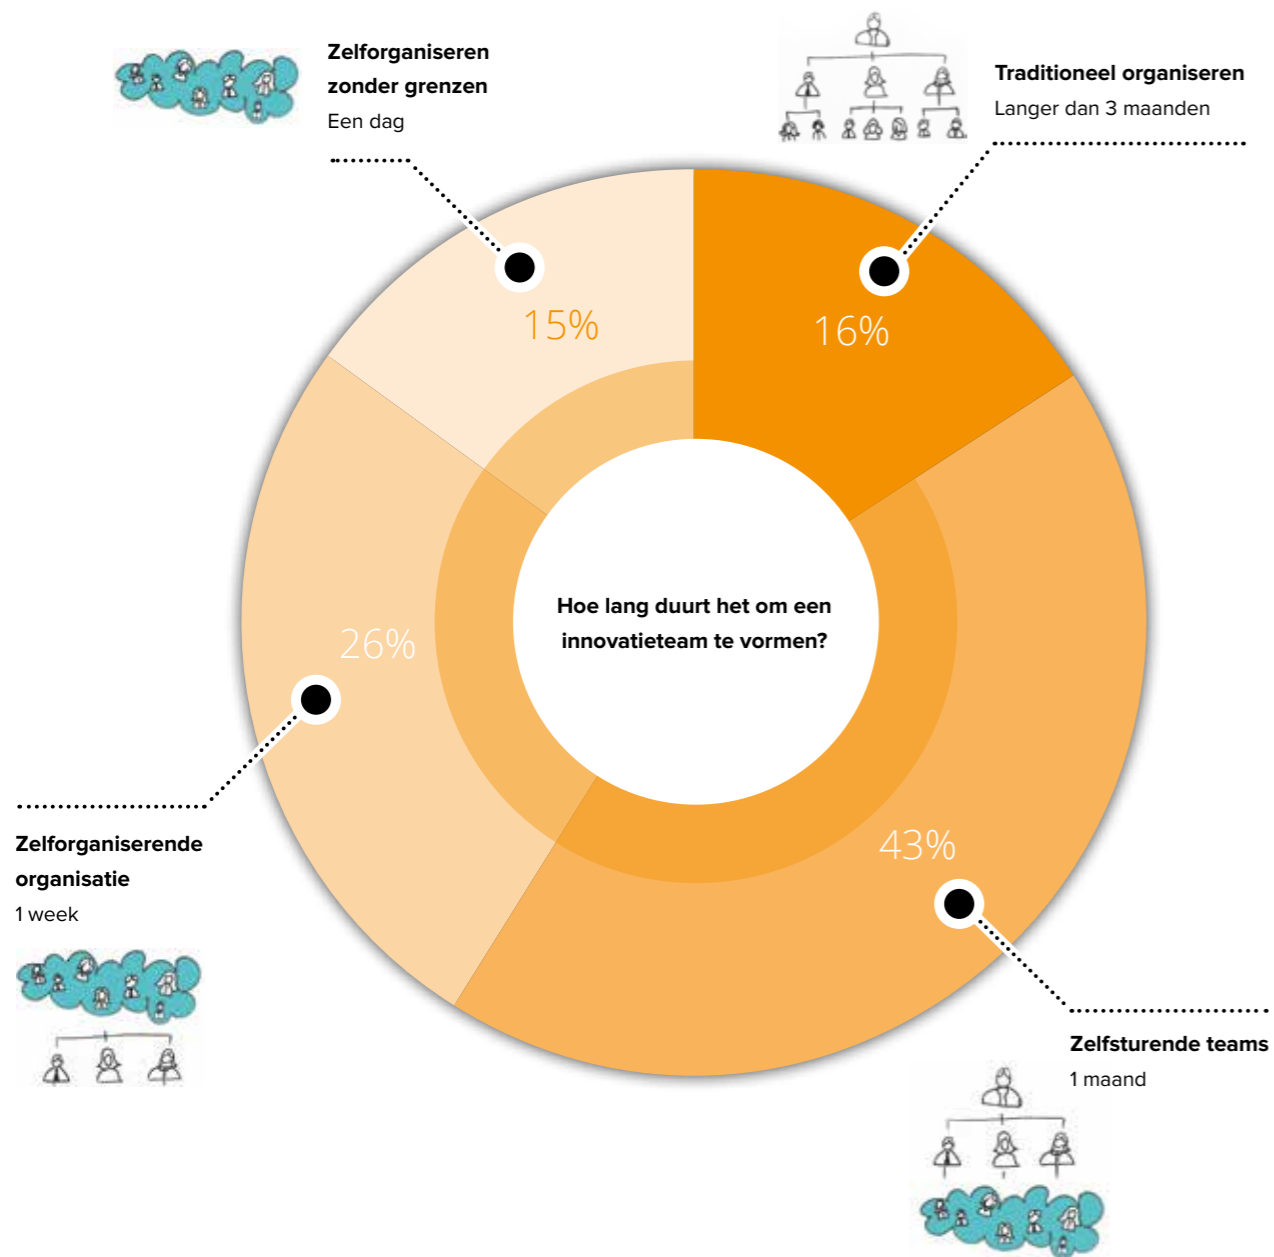 Zelforganiseren
zonder grenzen
Een dag
Traditioneel organiseren
Langer dan 3 maanden
15%
16%
Hoe lang duurt het om een
innovatieteam te vormen?
26%
43%
Zelforganiserende
organisatie
1 week
Zelfsturende teams
1 maand